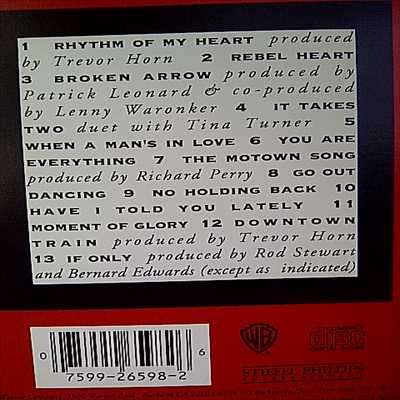 1 RHYTHM OF MY HEART produced
by Trevor Horn 2 REBEL HEART
3 BROKEN ARROW produced by
Patrick Leonard & co-produced
by Lenny Waronker 4 IT TAKES
TWO duet with Tina Turner 5
WHEN A MAN'S IN LOVE 6 YOU ARE
EVERYTHING 7 THE MOTOWN SONG
produced by Richard Perry 8 GO OUT
DANCING 9 NO HOLDING BACK 10
HAVE I TOLD YOU LATELY 11
MOMENT OF GLORY 12 DOWNTOWN
TRAIN produced by Trevor Horn
13 IF ONLY produced by Rod Stewart
and Bernard Edwards (except as indicated)
0 7599-26598-2 6
WB
disc
STIEFEL PHILLIPS